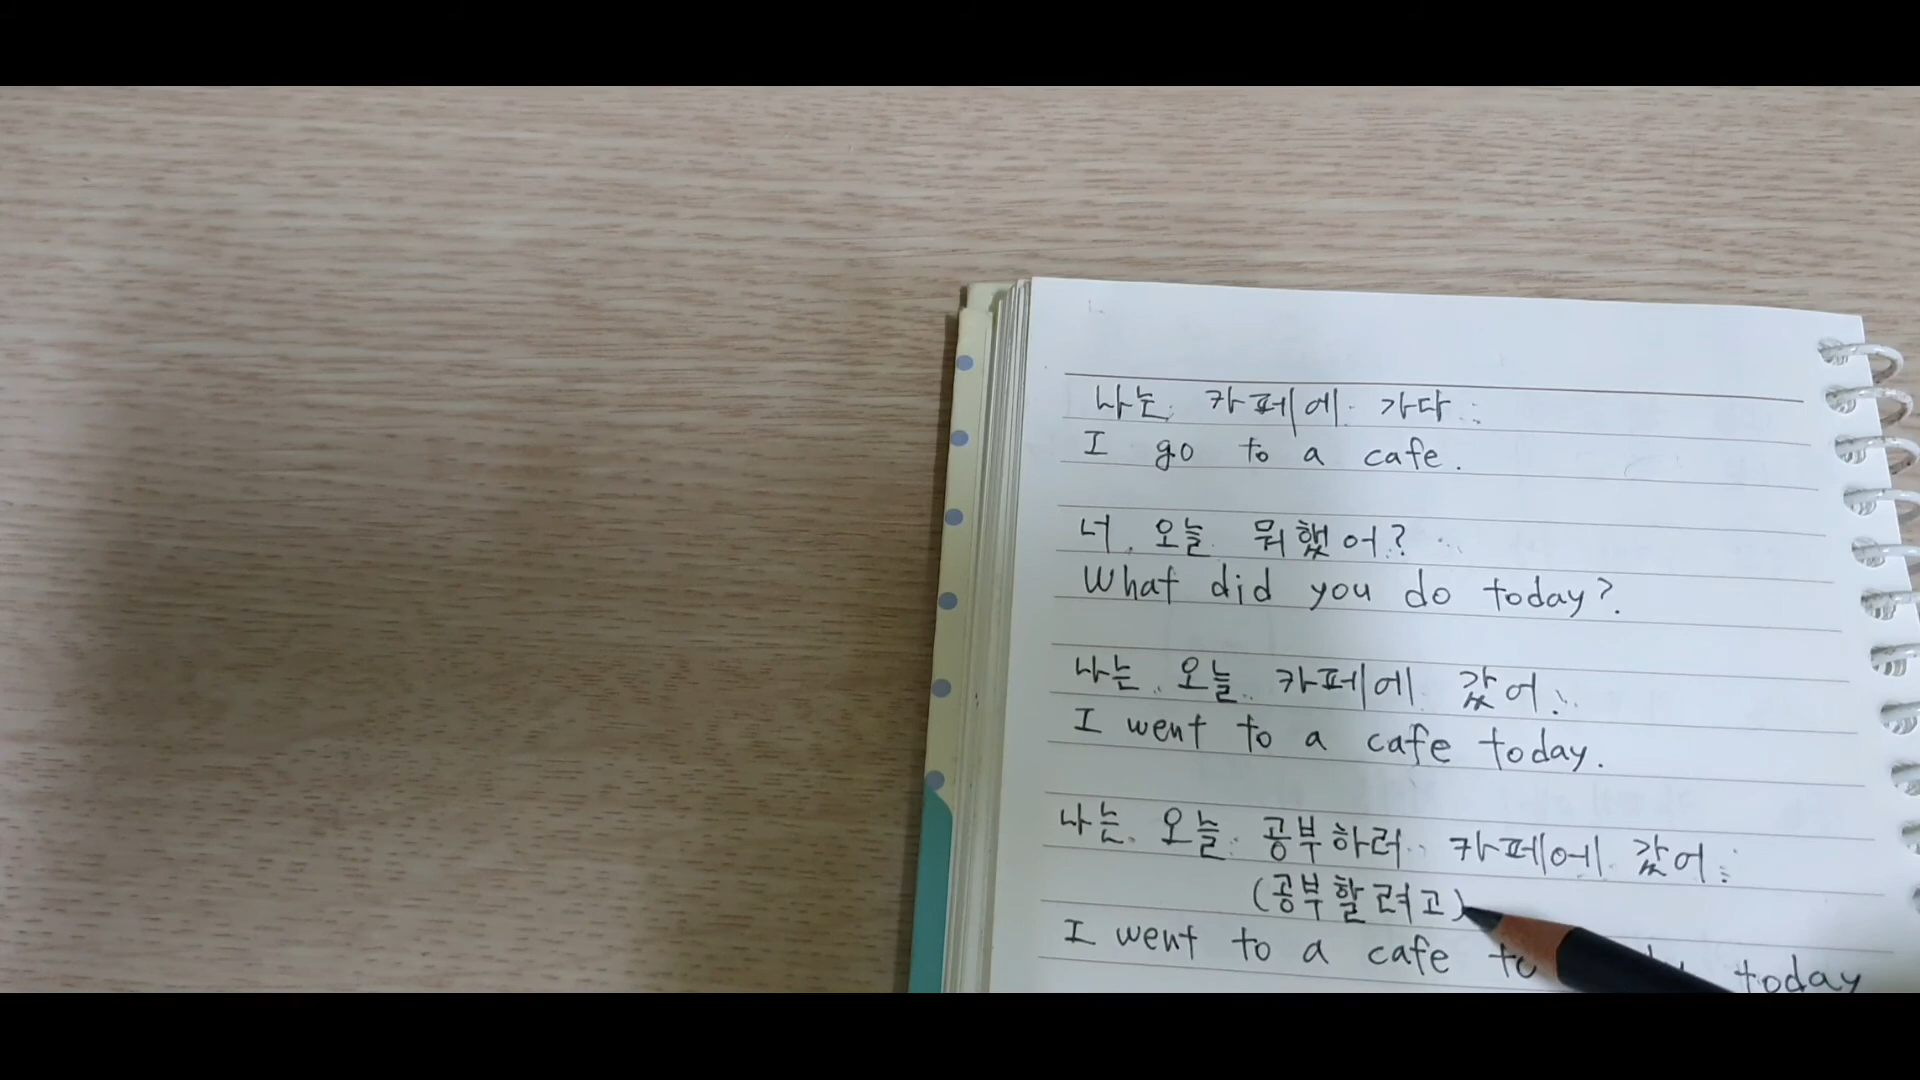 나는 카페에 가다.
I go to a cafe.
너 오늘 뭐했어?
What did you do today?
나는 오늘 카페에 갔어.
I went to a cafe today.
나는 오늘 공부하러 카페에 갔어.
(공부할려고)
I went to a cafe to today